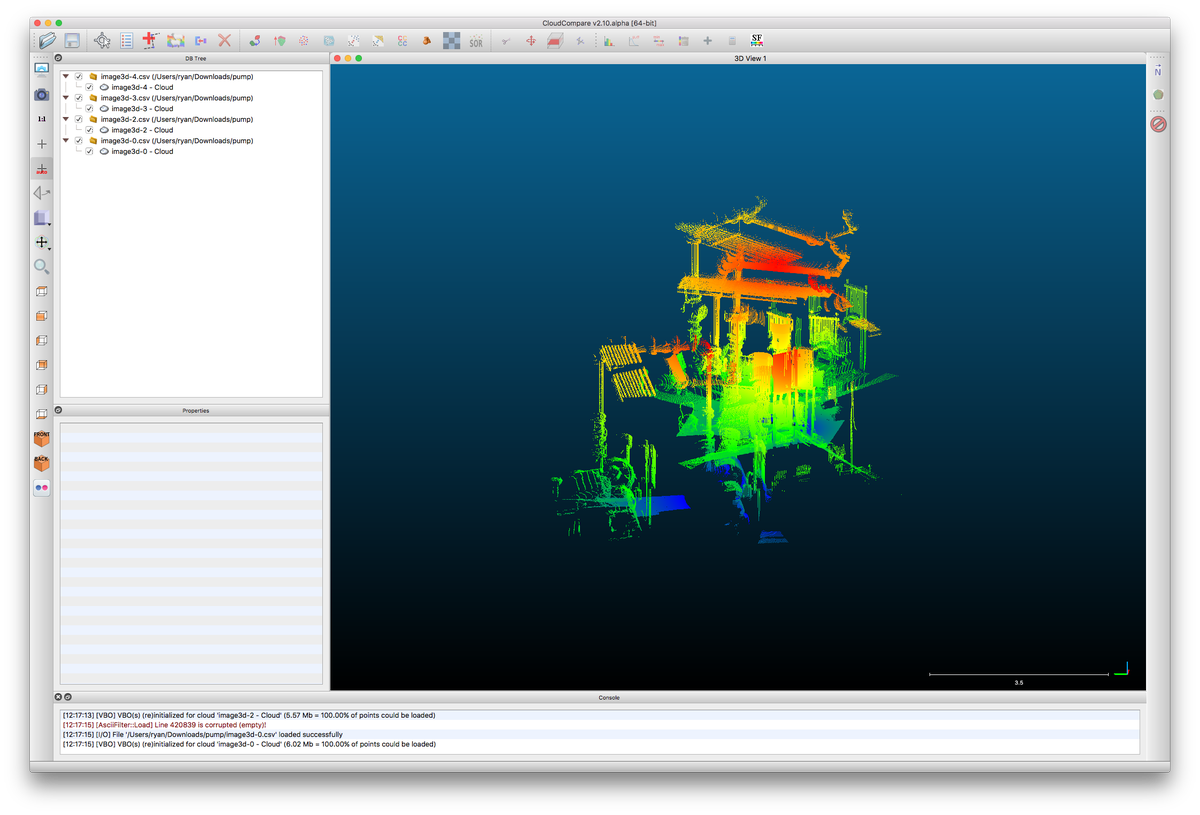 CloudCompare v2.10.alpha [64-bit]
SOR
SF
DB Tree
3D View 1
image3d-4.csv (/Users/ryan/Downloads/pump)
image3d-4 - Cloud
image3d-3.csv (/Users/ryan/Downloads/pump)
image3d-3 - Cloud
image3d-2.csv (/Users/ryan/Downloads/pump)
image3d-2 - Cloud
image3d-0.csv (/Users/ryan/Downloads/pump)
image3d-0 - Cloud
1:1
N
Properties
FRONT
BACK
3.5
Console
[12:17:13] [VBO] VBO(s) (re)initialized for cloud 'image3d-2 - Cloud' (5.57 Mb = 100.00% of points could be loaded)
[12:17:15] [AsciiFilter::Load] Line 420839 is corrupted (empty)!
[12:17:15] [I/O] File '/Users/ryan/Downloads/pump/image3d-0.csv' loaded successfully
[12:17:15] [VBO] VBO(s) (re)initialized for cloud 'image3d-0 - Cloud' (6.02 Mb = 100.00% of points could be loaded)